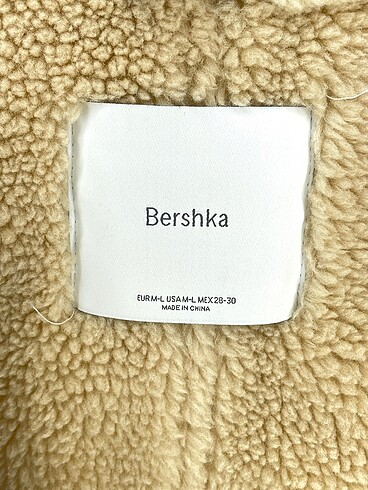 Bershka
EUR M-L USA M-L MEX 28-30
MADE IN CHINA